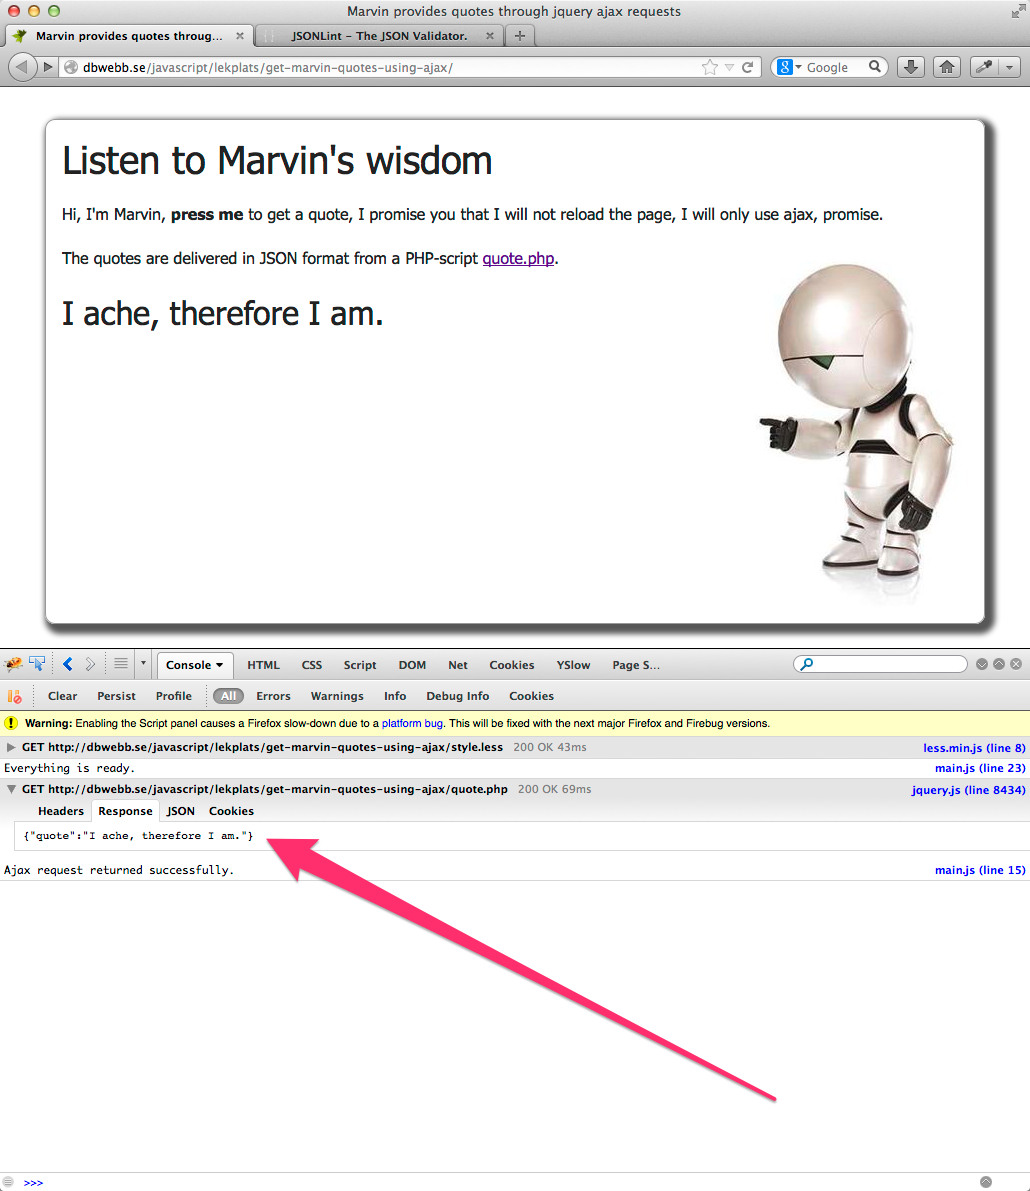 Marvin provides quotes through jquery ajax requests
Marvin provides quotes throug...
JSONLint - The JSON Validator.
dbwebb.se/javascript/lekplats/get-marvin-quotes-using-ajax/
8 Google
Listen to Marvin's wisdom
Hi, I'm Marvin, press me to get a quote, I promise you that I will not reload the page, I will only use ajax, promise.
The quotes are delivered in JSON format from a PHP-script quote.php.
I ache, therefore I am.
Console HTML CSS Script DOM Net Cookies YSlow Page S...
Clear Persist Profile All Errors Warnings Info Debug Info Cookies
Warning: Enabling the Script panel causes a Firefox slow-down due to a platform bug. This will be fixed with the next major Firefox and Firebug versions.
GET http://dbwebb.se/javascript/lekplats/get-marvin-quotes-using-ajax/style.less 200 OK 43ms less.min.js (line 8)
Everything is ready. main.js (line 23)
GET http://dbwebb.se/javascript/lekplats/get-marvin-quotes-using-ajax/quote.php 200 OK 69ms jquery.js (line 8434)
Headers Response JSON Cookies
{"quote":"I ache, therefore I am."}
Ajax request returned successfully. main.js (line 15)
>>>